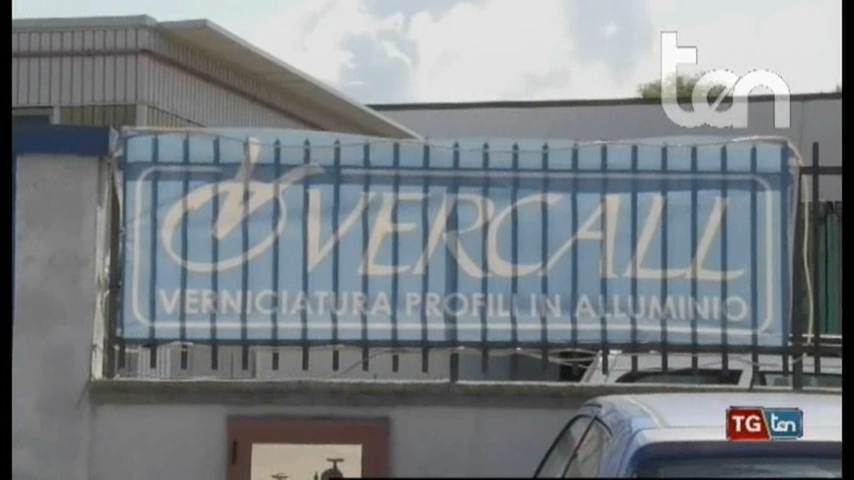 ten
VERCALL
VERNICIATURA PROFILI IN ALLUMINIO
TG ten